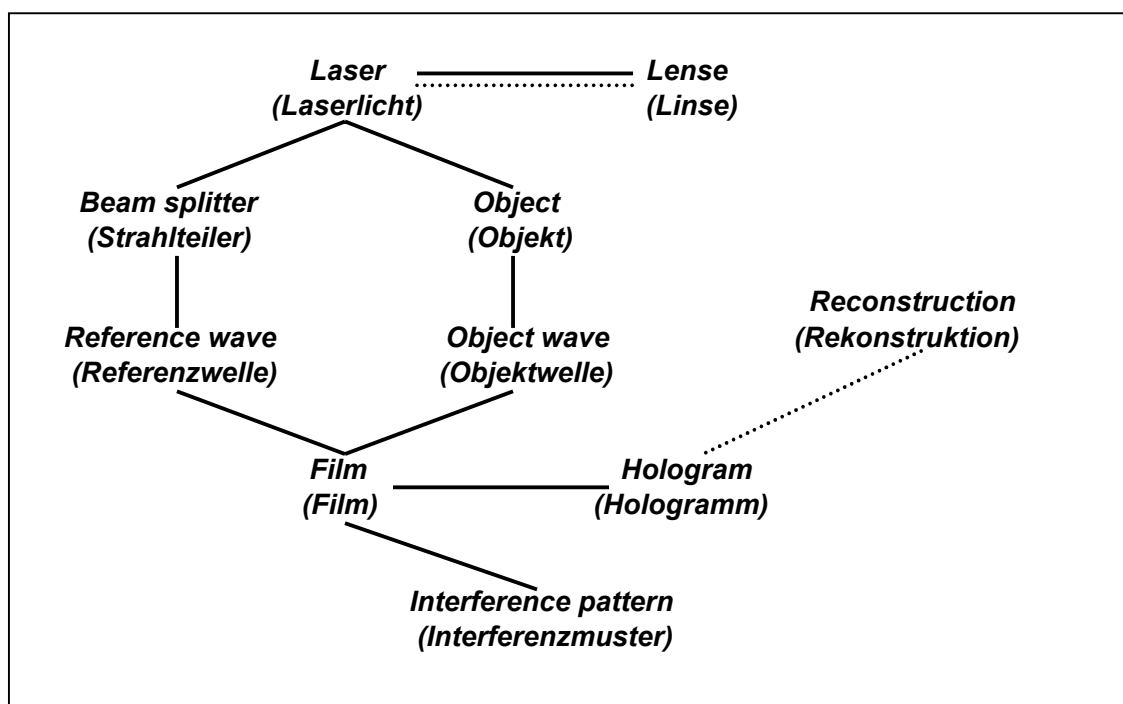 Laser
(Laserlicht)
Lense
(Linse)
Beam splitter
(Strahlteiler)
Object
(Objekt)
Reconstruction
(Rekonstruktion)
Reference wave
(Referenzwelle)
Object wave
(Objektwelle)
Film
(Film)
Hologram
(Hologramm)
Interference pattern
(Interferenzmuster)